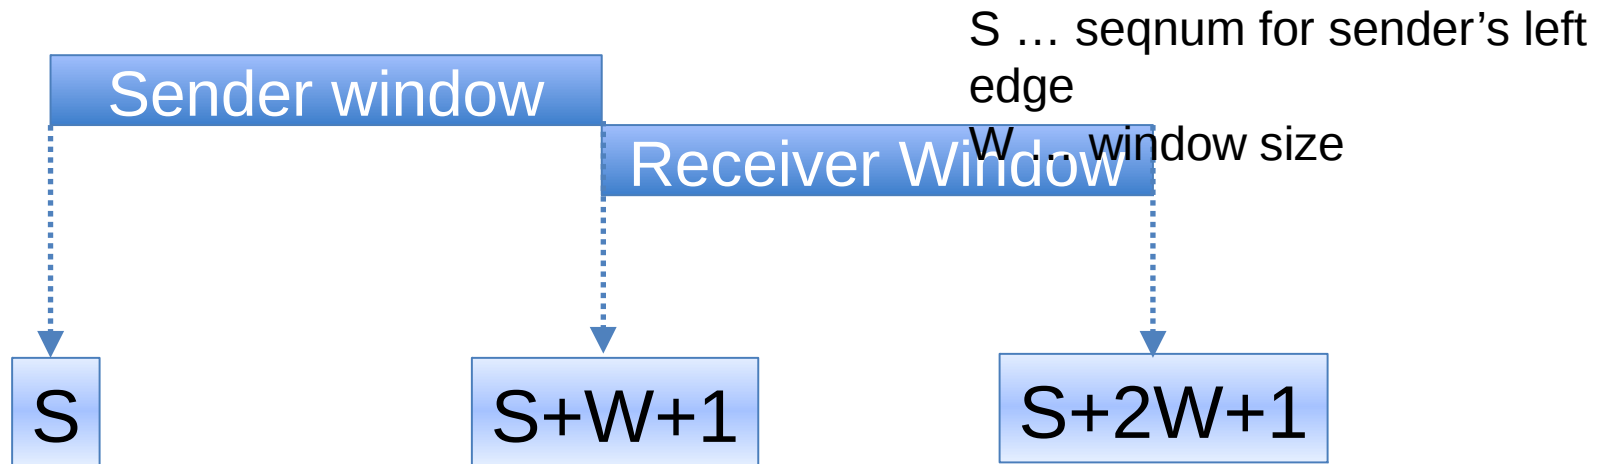 S … seqnum for sender’s left
edge
W … window size
Sender window
Receiver Window
S
S+W+1
S+2W+1